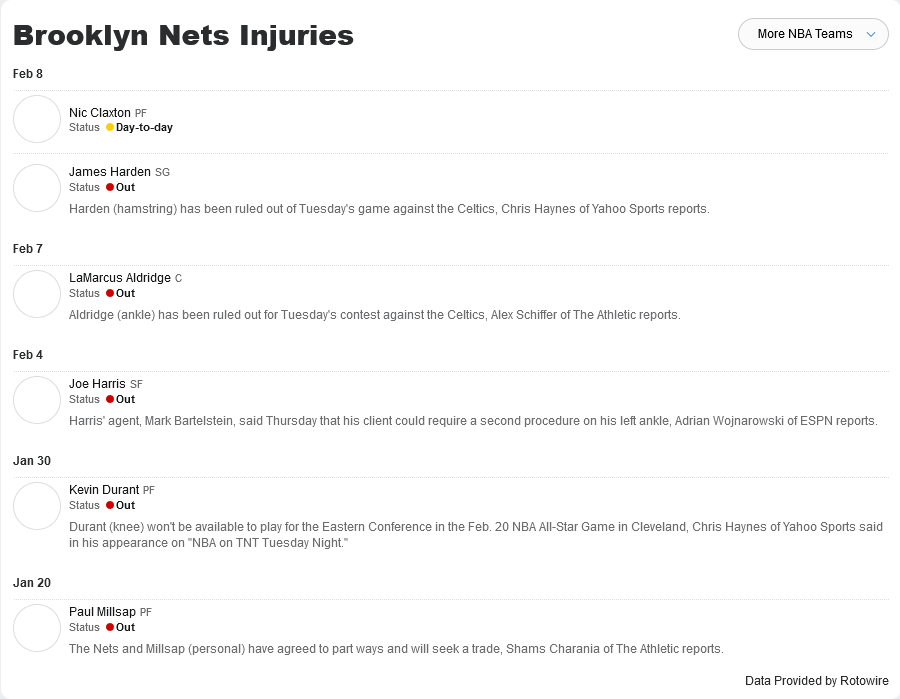 Brooklyn Nets Injuries
More NBA Teams
Feb 8
Nic Claxton PF
Status Day-to-day
James Harden SG
Status Out
Harden (hamstring) has been ruled out of Tuesday's game against the Celtics, Chris Haynes of Yahoo Sports reports.
Feb 7
LaMarcus Aldridge C
Status Out
Aldridge (ankle) has been ruled out for Tuesday's contest against the Celtics, Alex Schiffer of The Athletic reports.
Feb 4
Joe Harris SF
Status Out
Harris' agent, Mark Bartelstein, said Thursday that his client could require a second procedure on his left ankle, Adrian Wojnarowski of ESPN reports.
Jan 30
Kevin Durant PF
Status Out
Durant (knee) won't be available to play for the Eastern Conference in the Feb. 20 NBA All-Star Game in Cleveland, Chris Haynes of Yahoo Sports said
in his appearance on "NBA on TNT Tuesday Night."
Jan 20
Paul Millsap PF
Status Out
The Nets and Millsap (personal) have agreed to part ways and will seek a trade, Shams Charania of The Athletic reports.
Data Provided by Rotowire